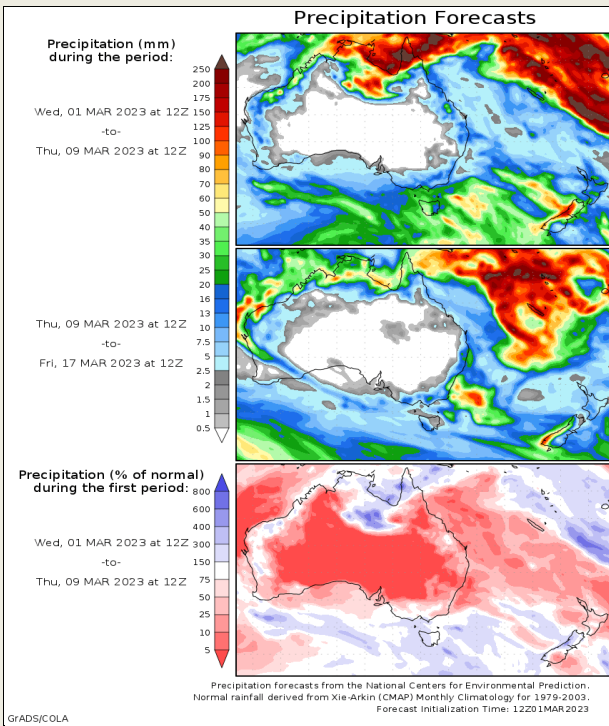 Precipitation Forecasts
Precipitation (mm)
during the period:
Wed, 01 MAR 2023 at 12Z
-to-
Thu, 09 MAR 2023 at 12Z
250
200
175
150
125
100
90
80
70
60
50
40
35
30
25
20
16
13
10
7.5
5
2.5
2
1.5
1
0.5
Thu, 09 MAR 2023 at 12Z
-to-
Fri, 17 MAR 2023 at 12Z
Precipitation (% of normal)
during the first period:
Wed, 01 MAR 2023 at 12Z
-to-
Thu, 09 MAR 2023 at 12Z
800
600
400
300
150
75
50
25
10
5
Precipitation forecasts from the National Centers for Environmental Prediction.
Normal rainfall derived from Xie-Arkin (CMAP) Monthly Climatology for 1979-2003.
Forecast Initialization Time: 12Z01MAR2023
GrADS/COLA